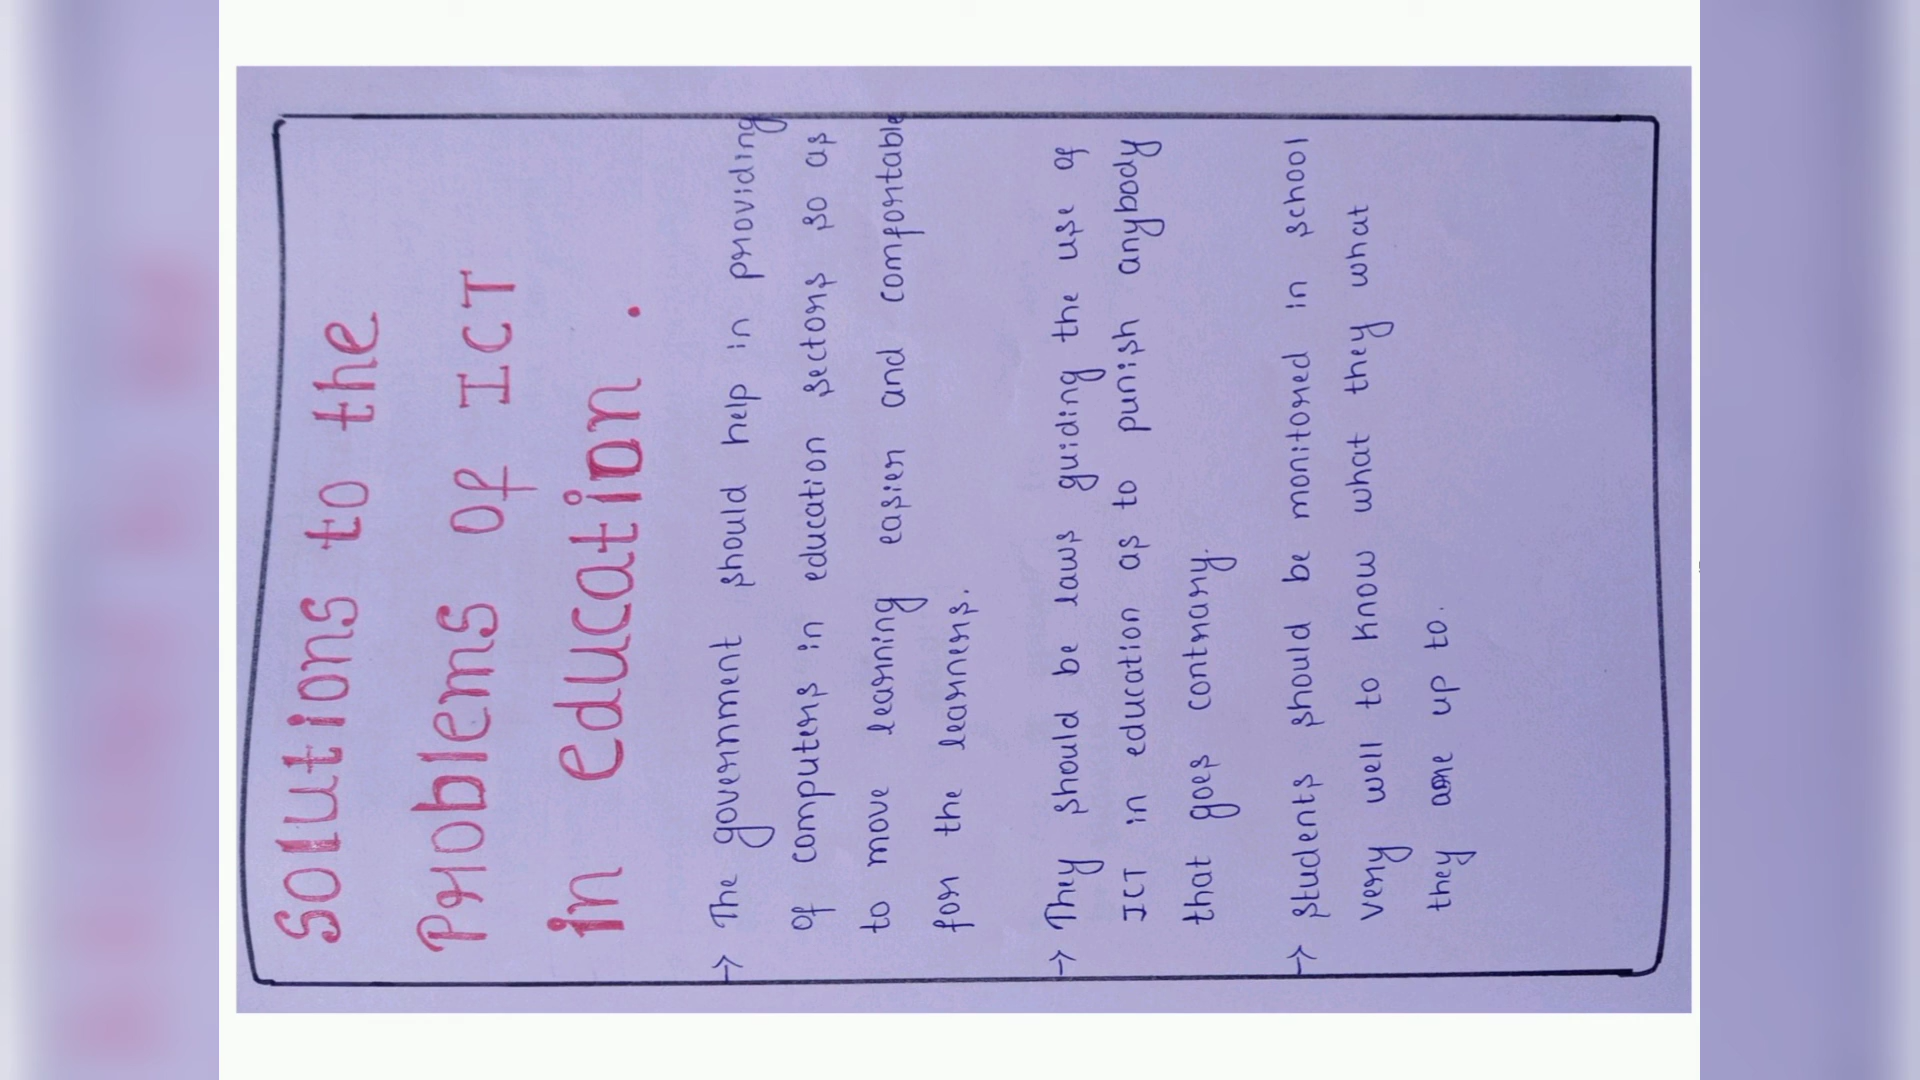 Solutions to the
Problems Of ICT
in education.
→ The government should help in providing
of computers in education sectors so as
to move learning easier and comfortable
for the learners.
→ They should be laws guiding the use of
ICT in education as to punish anybody
that goes contrary.
→ students should be monitored in school
very well to know what they what
they are up to.